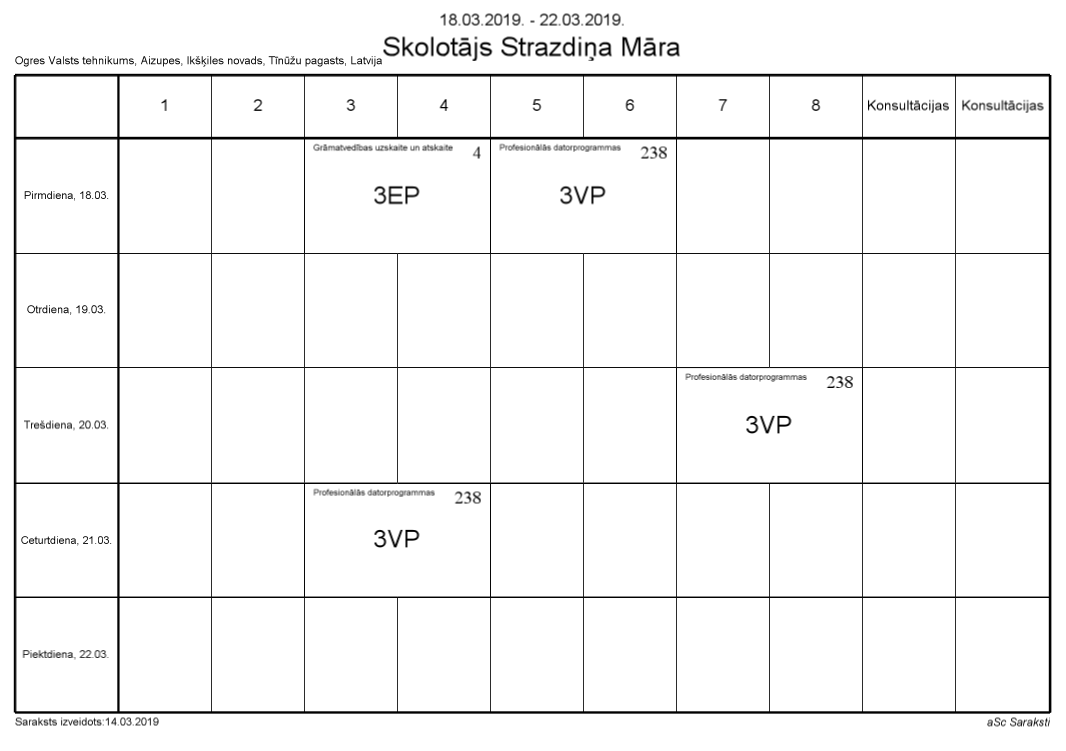 18.03.2019. - 22.03.2019.
Skolotājs Strazdiņa Māra
Ogres Valsts tehnikums, Aizupes, Ikšķiles novads, Tīnūžu pagasts, Latvija
1 2 3 4 5 6 7 8 Konsultācijas Konsultācijas
Grāmatvedības uzskaite un atskaite 4 Profesionālās datorprogrammas 238
Pirmdiena, 18.03. 3EP 3VP
Otrdiena, 19.03.
Profesionālās datorprogrammas 238
Trešdiena, 20.03. 3VP
Profesionālās datorprogrammas 238
Ceturtdiena, 21.03. 3VP
Piektdiena, 22.03.
Saraksts izveidots:14.03.2019 aSc Saraksti